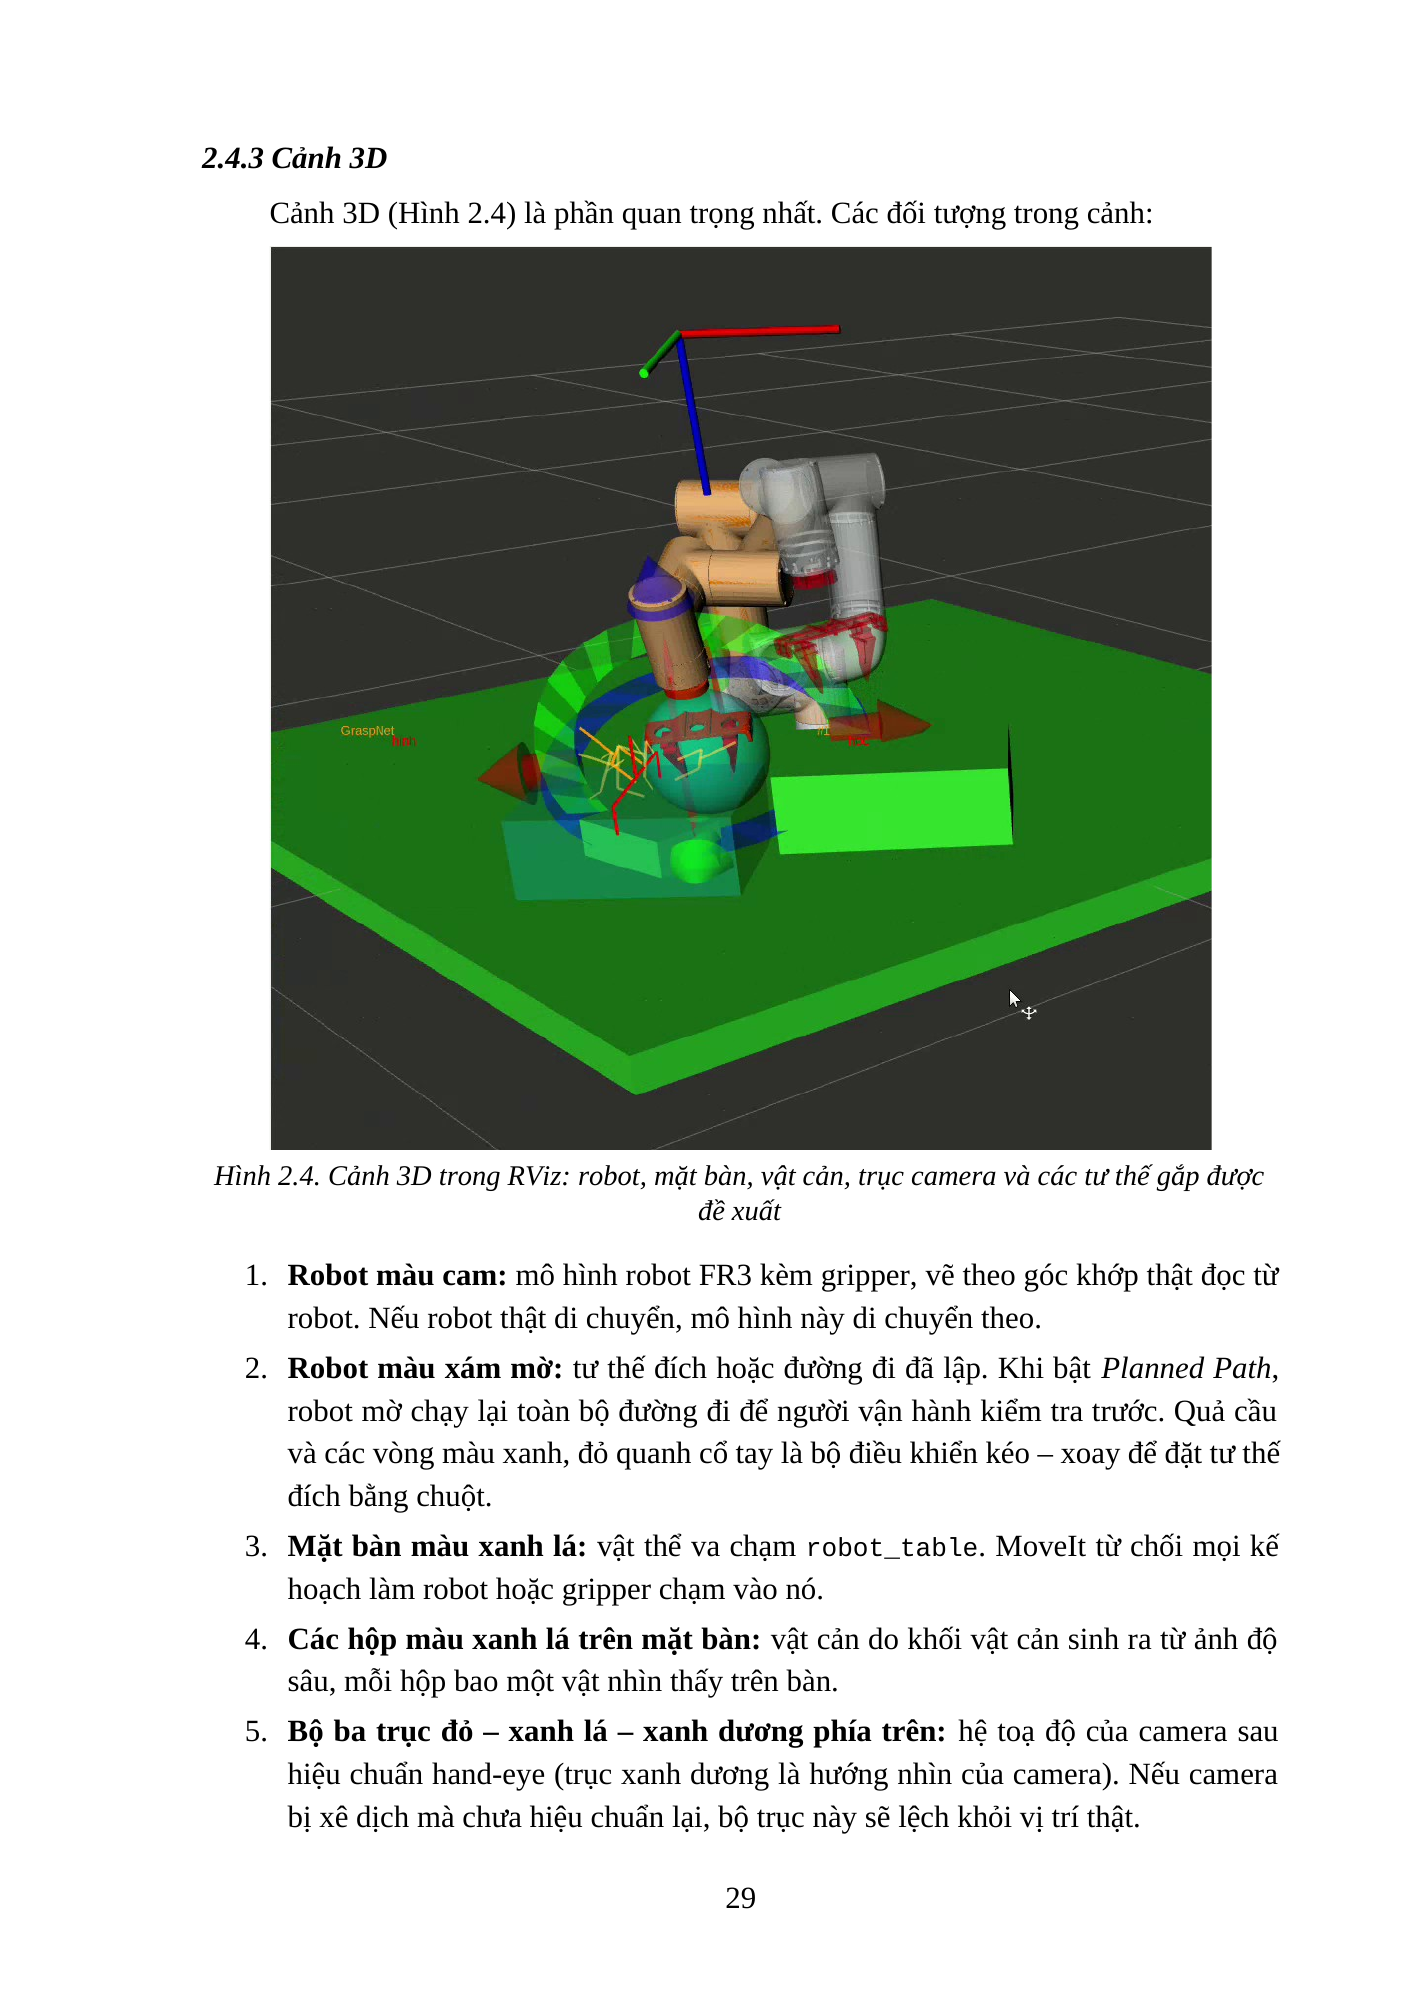 2.4.3 Cảnh 3D
Cảnh 3D (Hình 2.4) là phần quan trọng nhất. Các đối tượng trong cảnh:
GraspNet
hình
#1
học
Hình 2.4. Cảnh 3D trong RViz: robot, mặt bàn, vật cản, trục camera và các tư thế gắp được
đề xuất
1. Robot màu cam: mô hình robot FR3 kèm gripper, vẽ theo góc khớp thật đọc từ
robot. Nếu robot thật di chuyển, mô hình này di chuyển theo.
2. Robot màu xám mờ: tư thế đích hoặc đường đi đã lập. Khi bật Planned Path,
robot mờ chạy lại toàn bộ đường đi để người vận hành kiểm tra trước. Quả cầu
và các vòng màu xanh, đỏ quanh cổ tay là bộ điều khiển kéo – xoay để đặt tư thế
đích bằng chuột.
3. Mặt bàn màu xanh lá: vật thể va chạm robot_table. MoveIt từ chối mọi kế
hoạch làm robot hoặc gripper chạm vào nó.
4. Các hộp màu xanh lá trên mặt bàn: vật cản do khối vật cản sinh ra từ ảnh độ
sâu, mỗi hộp bao một vật nhìn thấy trên bàn.
5. Bộ ba trục đỏ – xanh lá – xanh dương phía trên: hệ toạ độ của camera sau
hiệu chuẩn hand-eye (trục xanh dương là hướng nhìn của camera). Nếu camera
bị xê dịch mà chưa hiệu chuẩn lại, bộ trục này sẽ lệch khỏi vị trí thật.
29